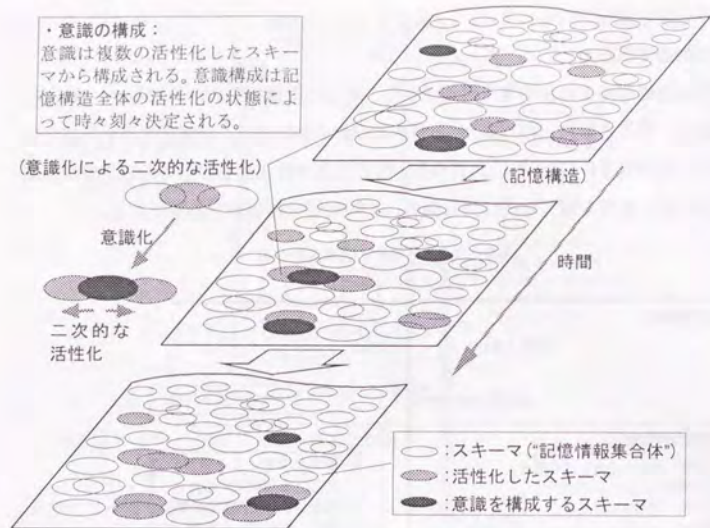 ・意識の構成：
意識は複数の活性化したスキー
マから構成される。意識構成は記
憶構造全体の活性化の状態によ
って時々刻々決定される。
(意識化による二次的な活性化)
(記憶構造)
意識化
時間
二次的な
活性化
：スキーマ(“記憶情報集合体”)
：活性化したスキーマ
：意識を構成するスキーマ